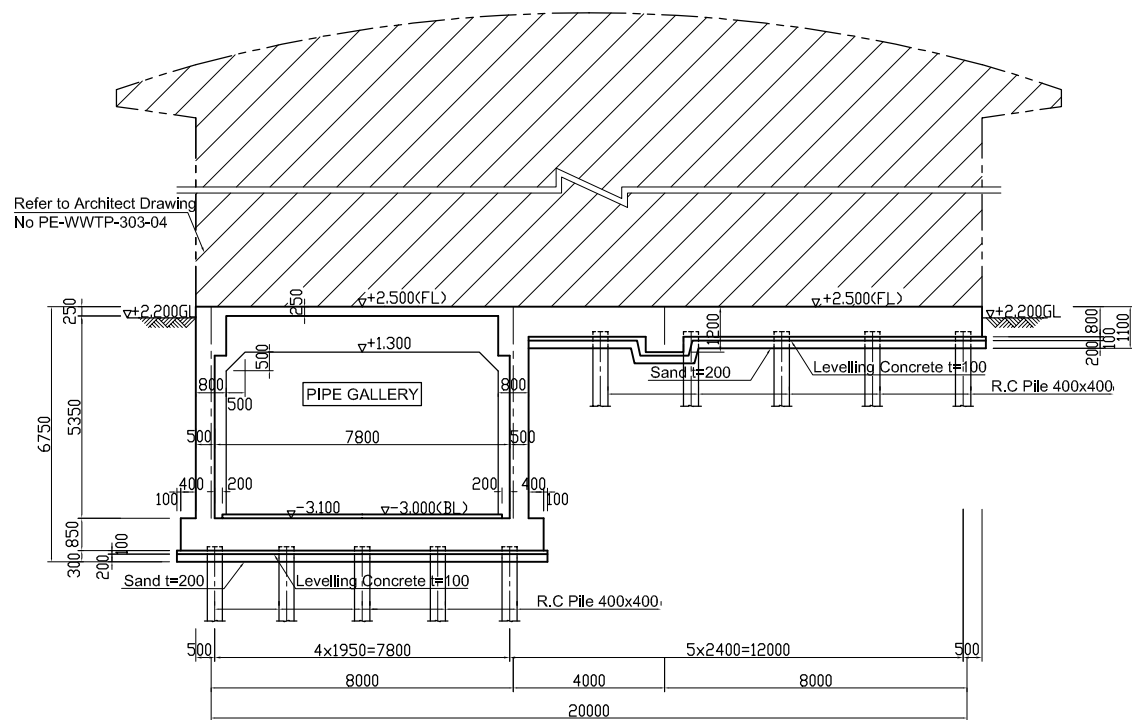 Refer to Architect Drawing
No PE-WWTP-303-04
+2,200GL
250
250
+2.500(FL)
+2.500(FL)
+2,200GL
1200
800
1100
100
200
+1.300
500
500
800
800
PIPE GALLERY
Sand t=200
Levelling Concrete t=100
R.C Pile 400x400
6750
5350
500
7800
500
100
400
200
200
400
100
-3.100
-3.000(BL)
850
300
100
200
Sand t=200
Levelling Concrete t=100
R.C Pile 400x400
500
4x1950=7800
5x2400=12000
500
8000
4000
8000
20000